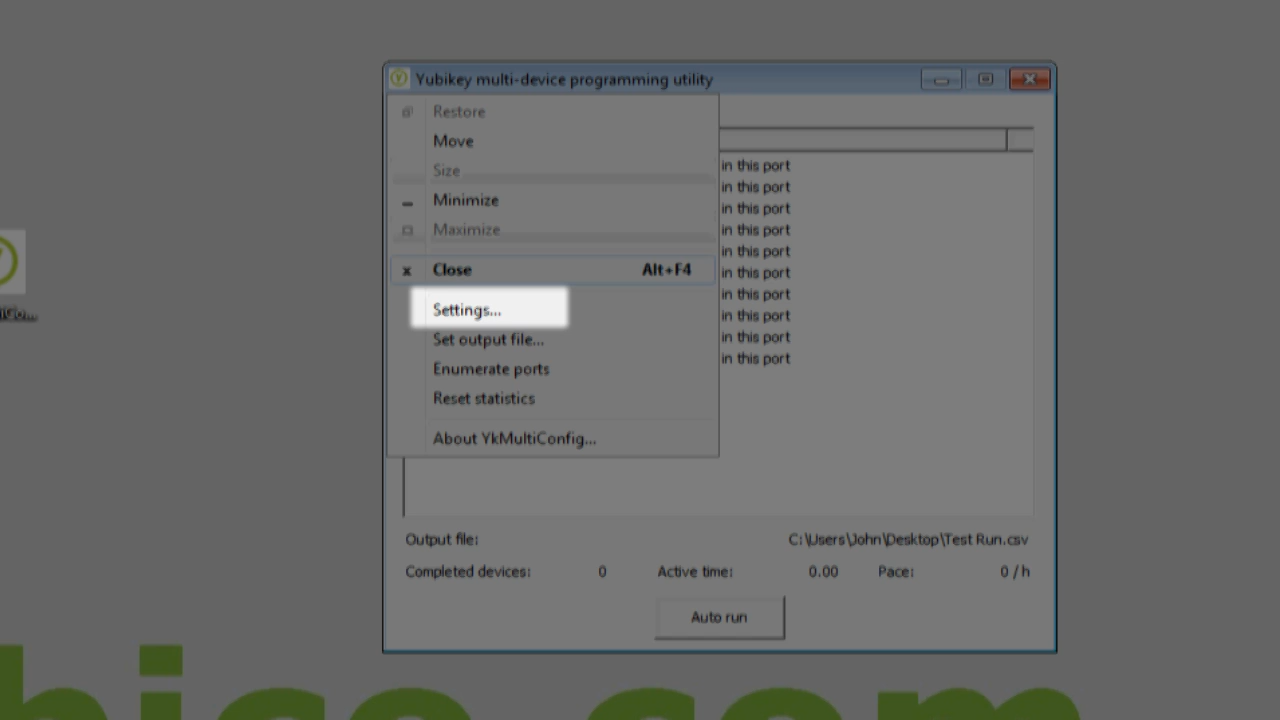 Yubikey multi-device programming utility
Restore
Move
Size
Minimize
Maximize
Close Alt+F4
Settings...
Set output file...
Enumerate ports
Reset statistics
About YkMultiConfig...
in this port
in this port
in this port
in this port
in this port
in this port
in this port
in this port
in this port
in this port
Output file: C:\Users\John\Desktop\Test Run.csv
Completed devices: 0 Active time: 0.00 Pace: 0 / h
Auto run
bico.com